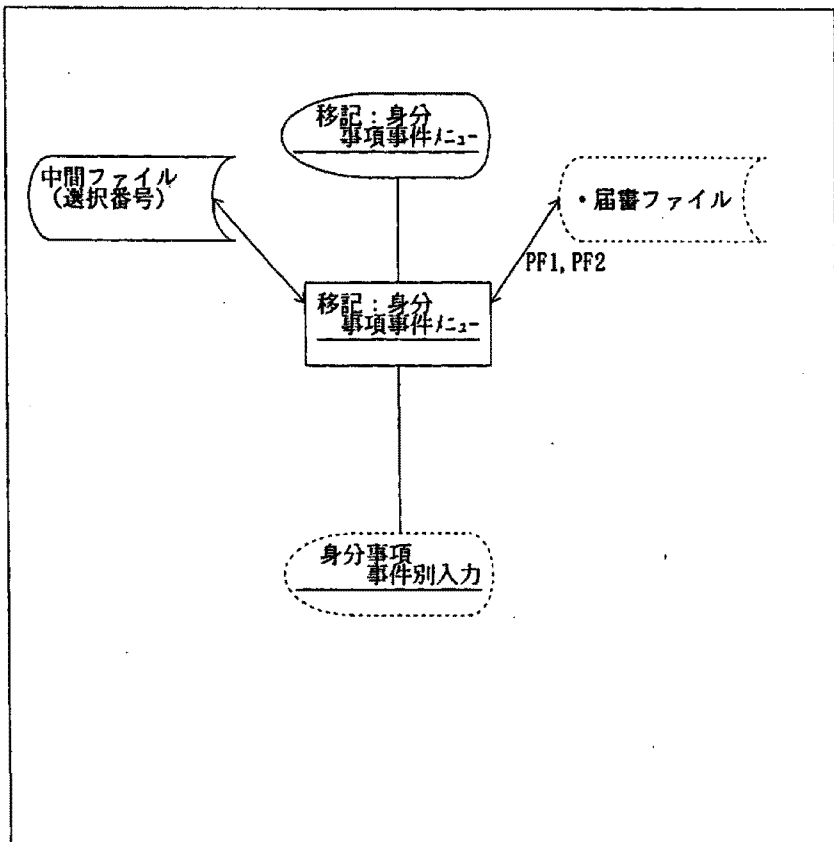 移記:身分
事項事件メニュー
中間ファイル
(選択番号)
・届書ファイル
PF1, PF2
移記:身分
事項事件メニュー
身分事項
事件別入力